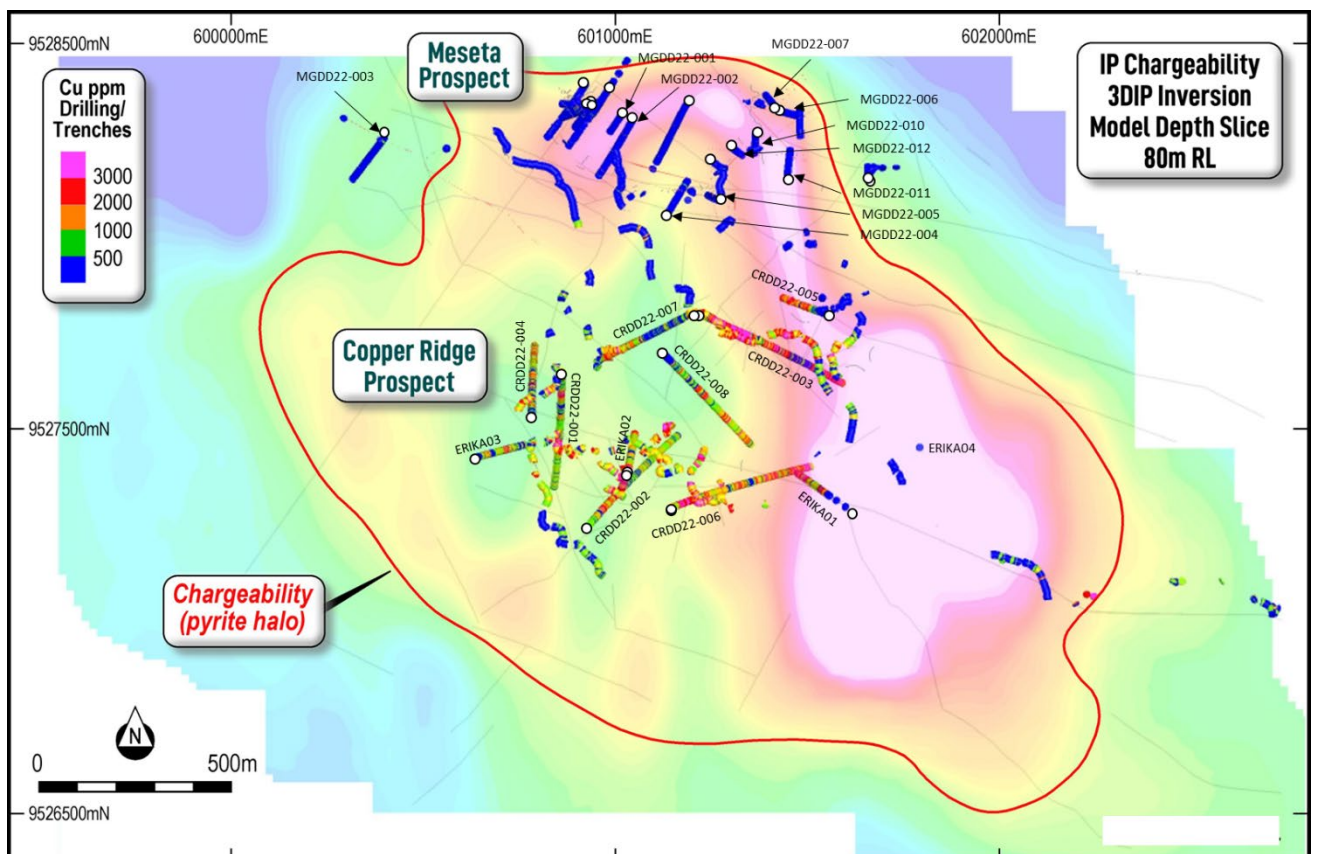 600000mE
601000mE
602000mE
9528500mN
Meseta
Prospect
MGDD22-007
MGDD22-001
MGDD22-002
MGDD22-003
MGDD22-006
MGDD22-010
MGDD22-012
MGDD22-011
MGDD22-005
MGDD22-004
IP Chargeability
3DIP Inversion
Model Depth Slice
80m RL
Cu ppm
Drilling/
Trenches
3000
2000
1000
500
CRDD22-005
CRDD22-007
CRDD22-004
CRDD22-003
CRDD22-008
Copper Ridge
Prospect
CRDD22-001
9527500mN
ERIKA03
ERIKA02
ERIKA04
CRDD22-002
CRDD22-006
ERIKA01
Chargeability
(pyrite halo)
N
0
500m
9526500mN